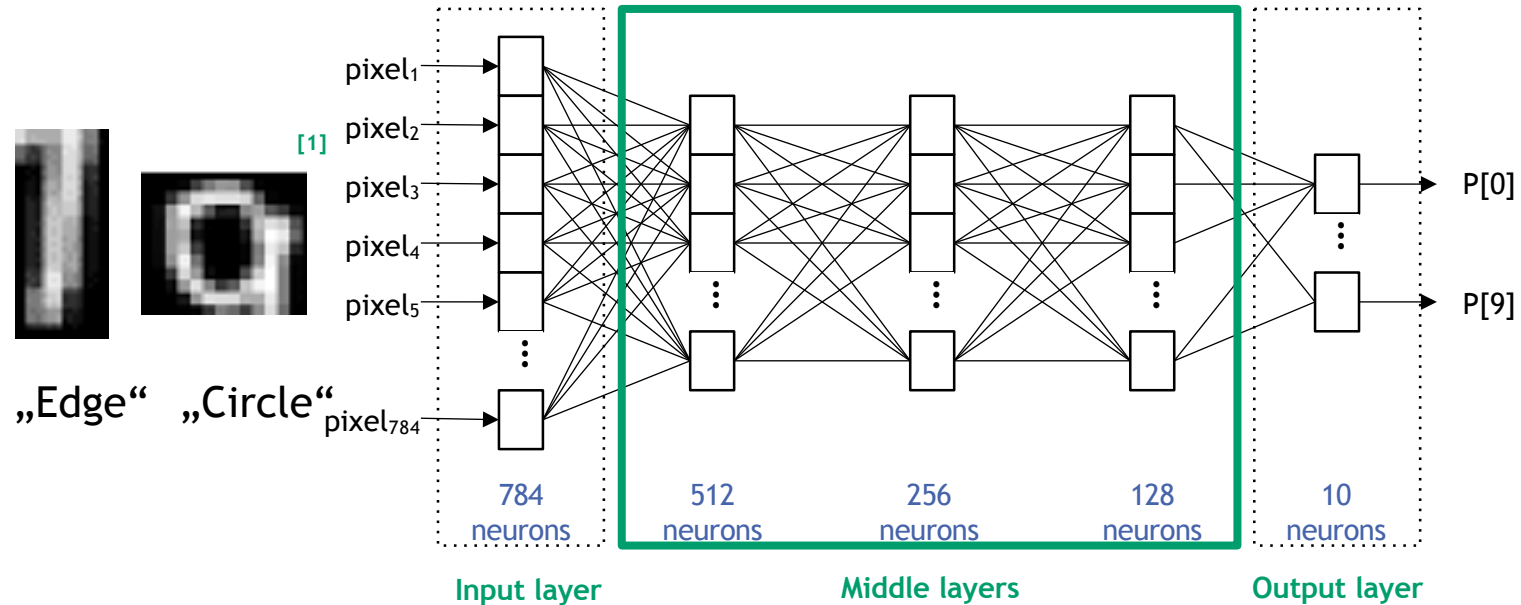 pixel₁
pixel₂
[1]
pixel₃
pixel₄
pixel₅
pixel₇₈₄
„Edge“ „Circle“
P[0]
P[9]
784 neurons
512 neurons
256 neurons
128 neurons
10 neurons
Input layer
Middle layers
Output layer